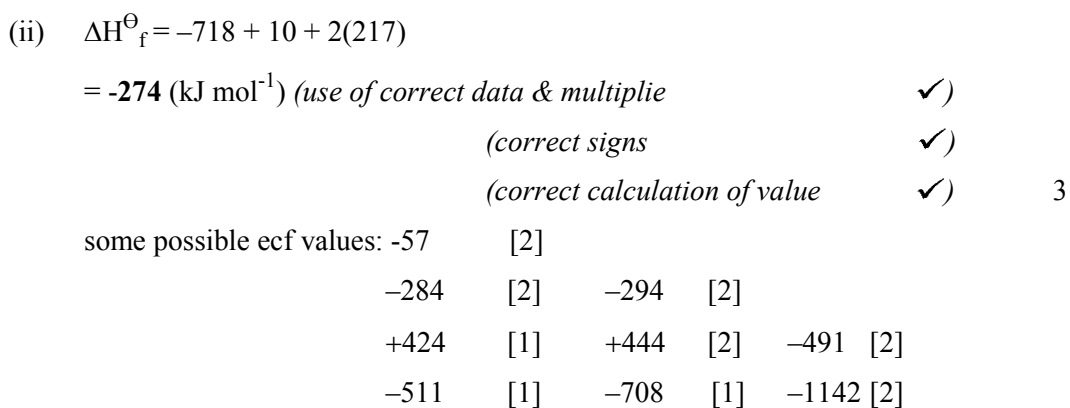 (ii) ΔH^Θ_f = –718 + 10 + 2(217)
= -274 (kJ mol^-1) (use of correct data & multiplie ✓)
(correct signs ✓)
(correct calculation of value ✓) 3
some possible ecf values: -57 [2]
–284 [2] –294 [2]
+424 [1] +444 [2] –491 [2]
–511 [1] –708 [1] –1142 [2]